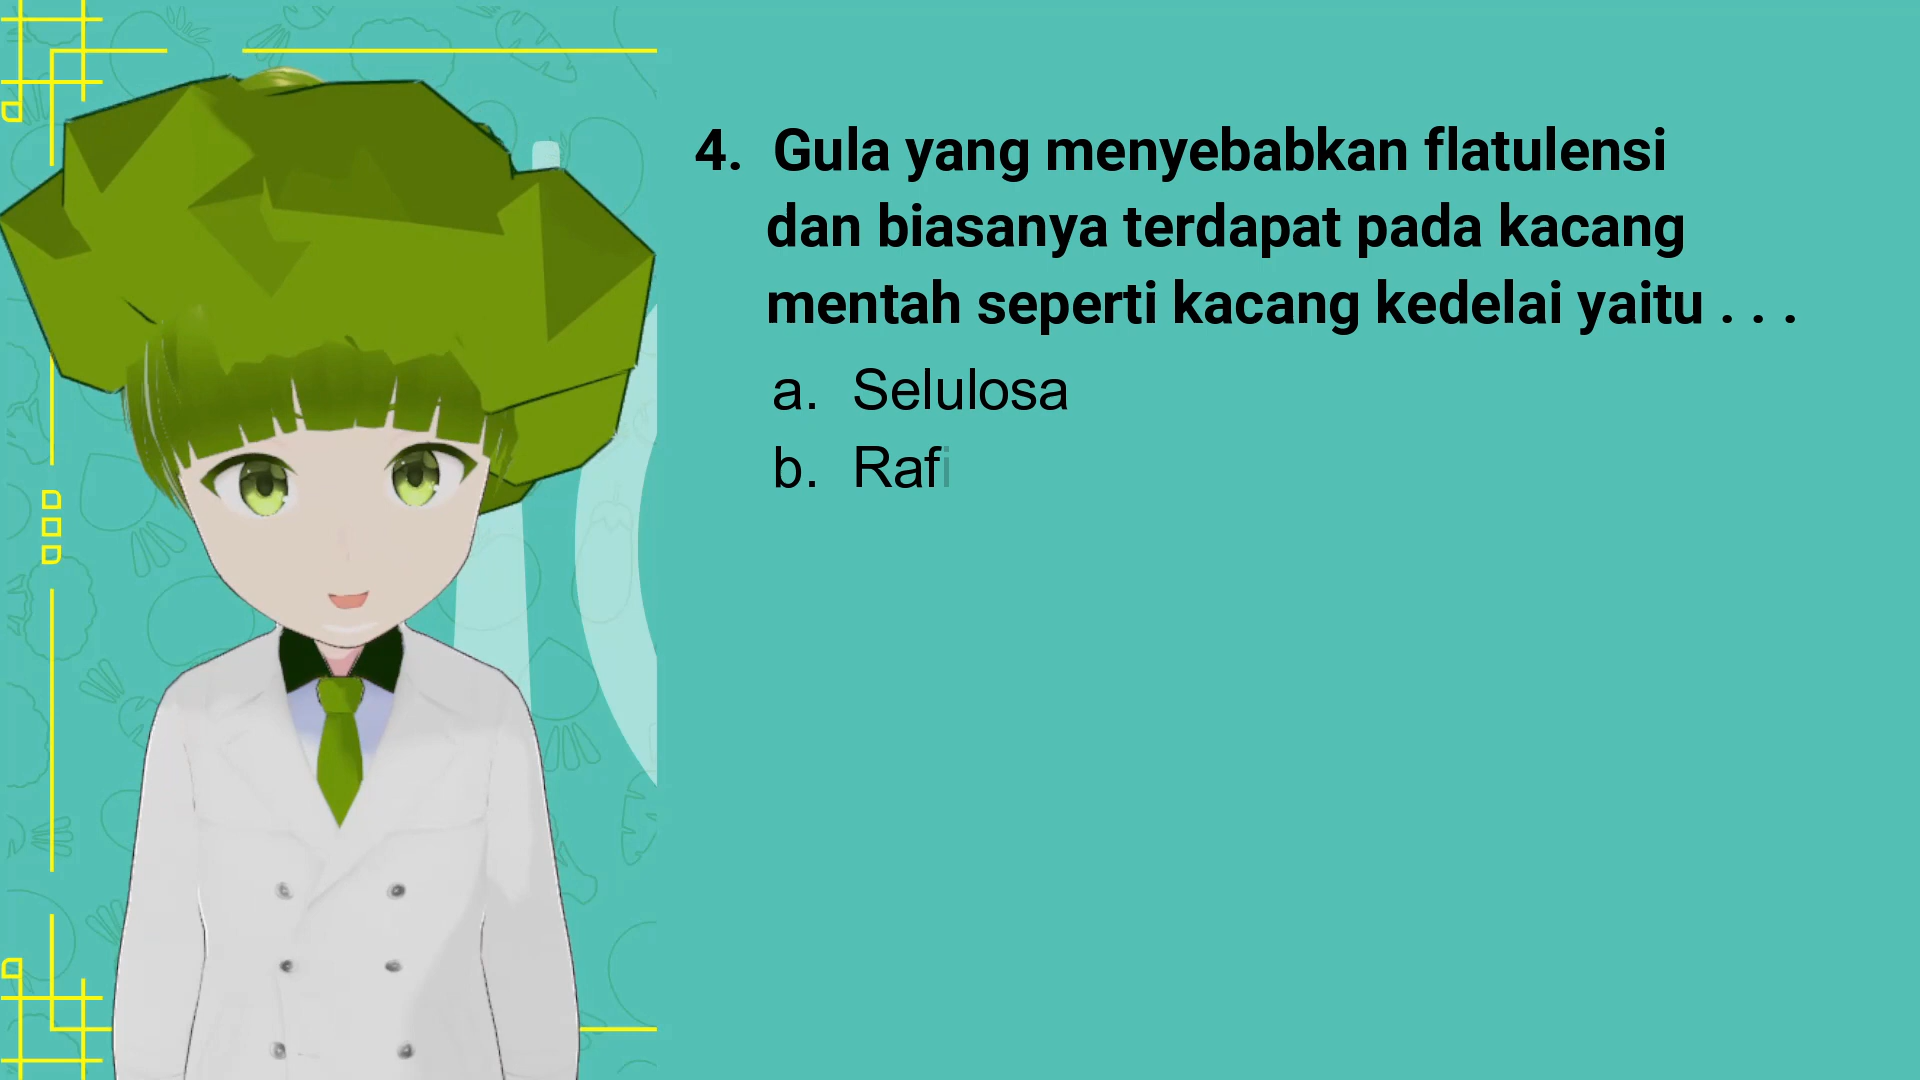 4. Gula yang menyebabkan flatulensi
dan biasanya terdapat pada kacang
mentah seperti kacang kedelai yaitu . . .
a. Selulosa
b. Rafi